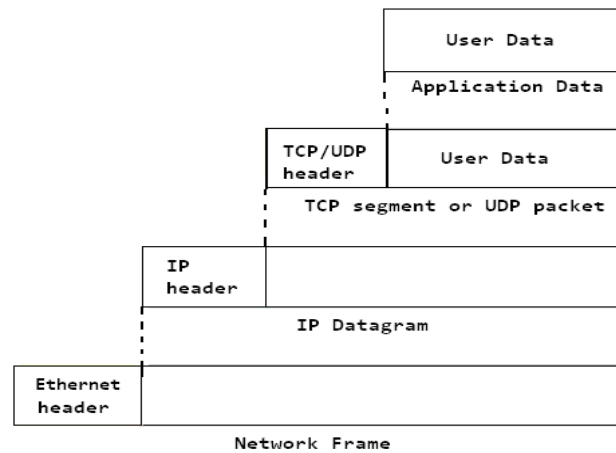 User Data
Application Data
TCP/UDP
header
User Data
TCP segment or UDP packet
IP
header
IP Datagram
Ethernet
header
Network Frame